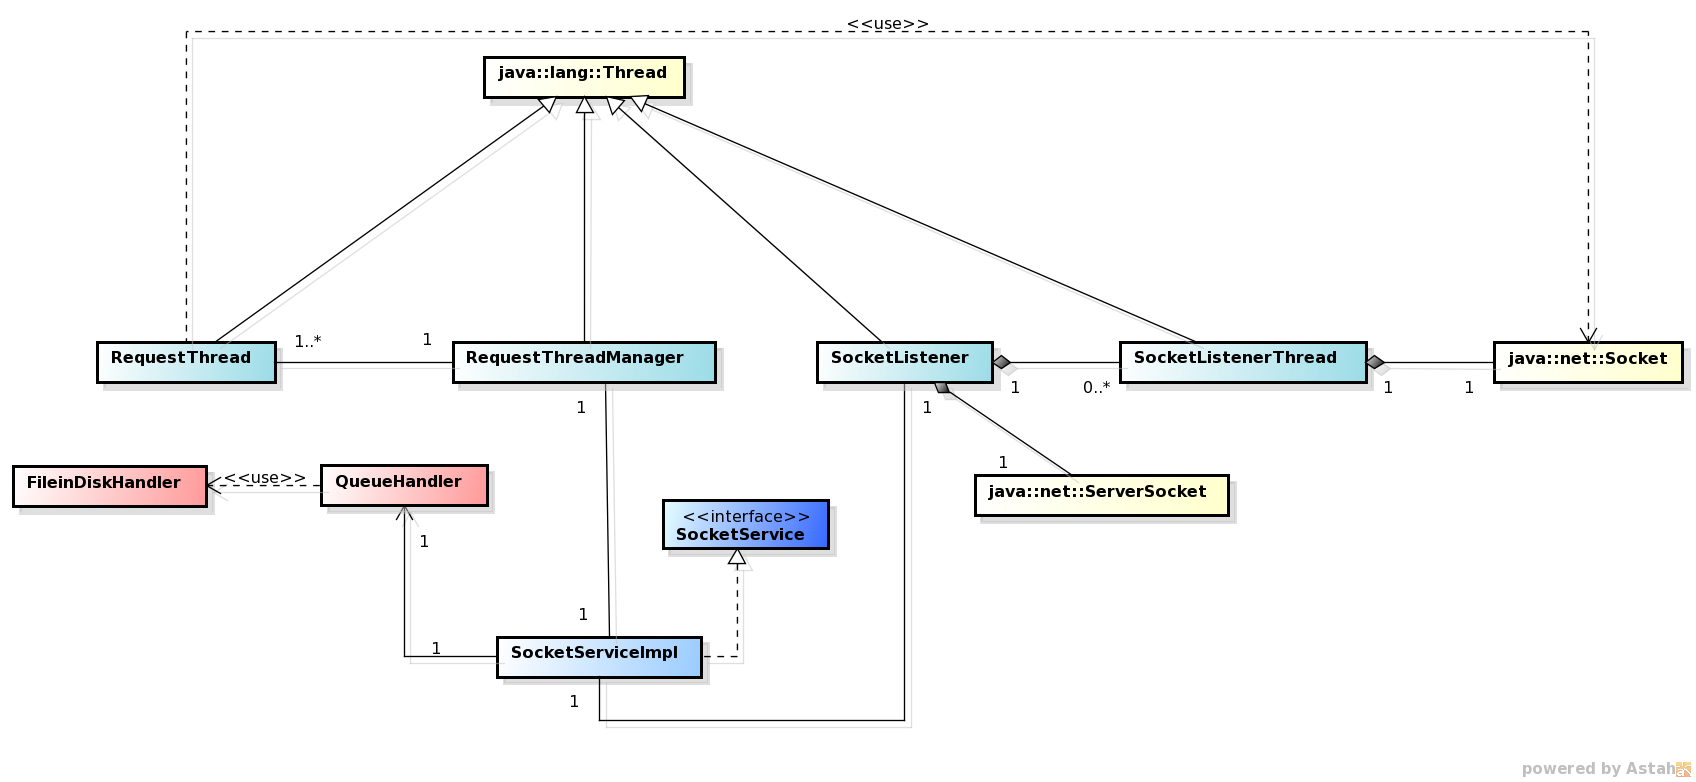 <<use>>
java::lang::Thread
1..*
1
RequestThread
RequestThreadManager
SocketListener
SocketListenerThread
java::net::Socket
1
0..*
1
1
1
1
1
FileinDiskHandler
<<use>>
QueueHandler
java::net::ServerSocket
<<interface>>
SocketService
1
1
1
SocketServiceImpl
1
powered by Astah